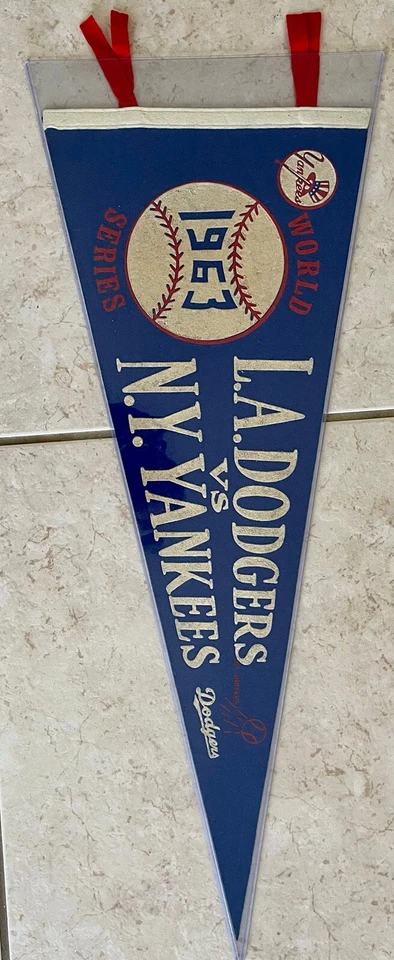 Yankees
WORLD
1963
SERIES
L.A. DODGERS
VS
N.Y. YANKEES
Dodgers